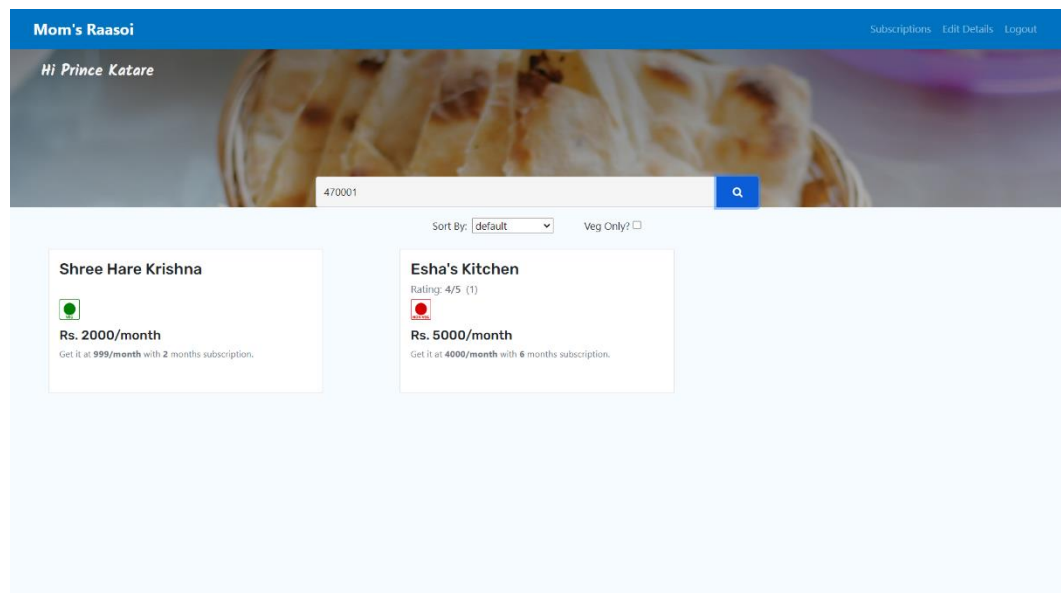 Mom's Raasoi
Subscriptions Edit Details Logout
Hi Prince Katare
470001
Sort By: default Veg Only?
Shree Hare Krishna
Rs. 2000/month
Get it at 999/month with 2 months subscription.
Esha's Kitchen
Rating: 4/5 (1)
Rs. 5000/month
Get it at 4000/month with 6 months subscription.